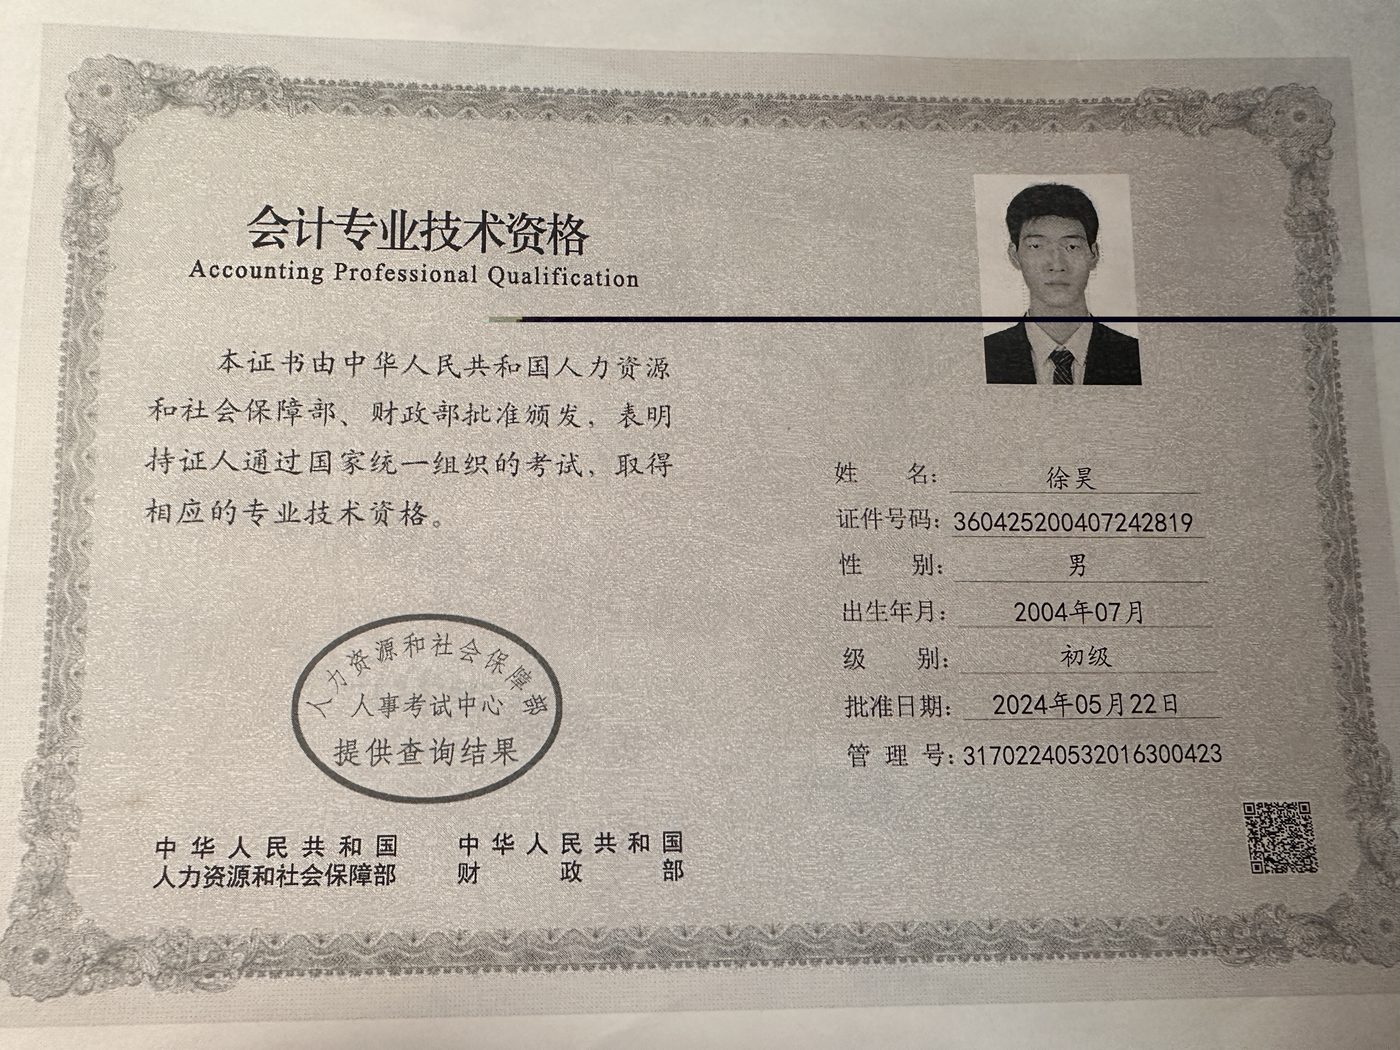 会计专业技术资格
Accounting Professional Qualification
本证书由中华人民共和国人力资源
和社会保障部、财政部批准颁发，表明
持证人通过国家统一组织的考试，取得
相应的专业技术资格。
人力资源和社会保障部
人事考试中心
提供查询结果
中华人民共和国
人力资源和社会保障部
中华人民共和国
财政部
姓名：徐昊
证件号码：360425200407242819
性别：男
出生年月：2004年07月
级别：初级
批准日期：2024年05月22日
管理号：31702240532016300423